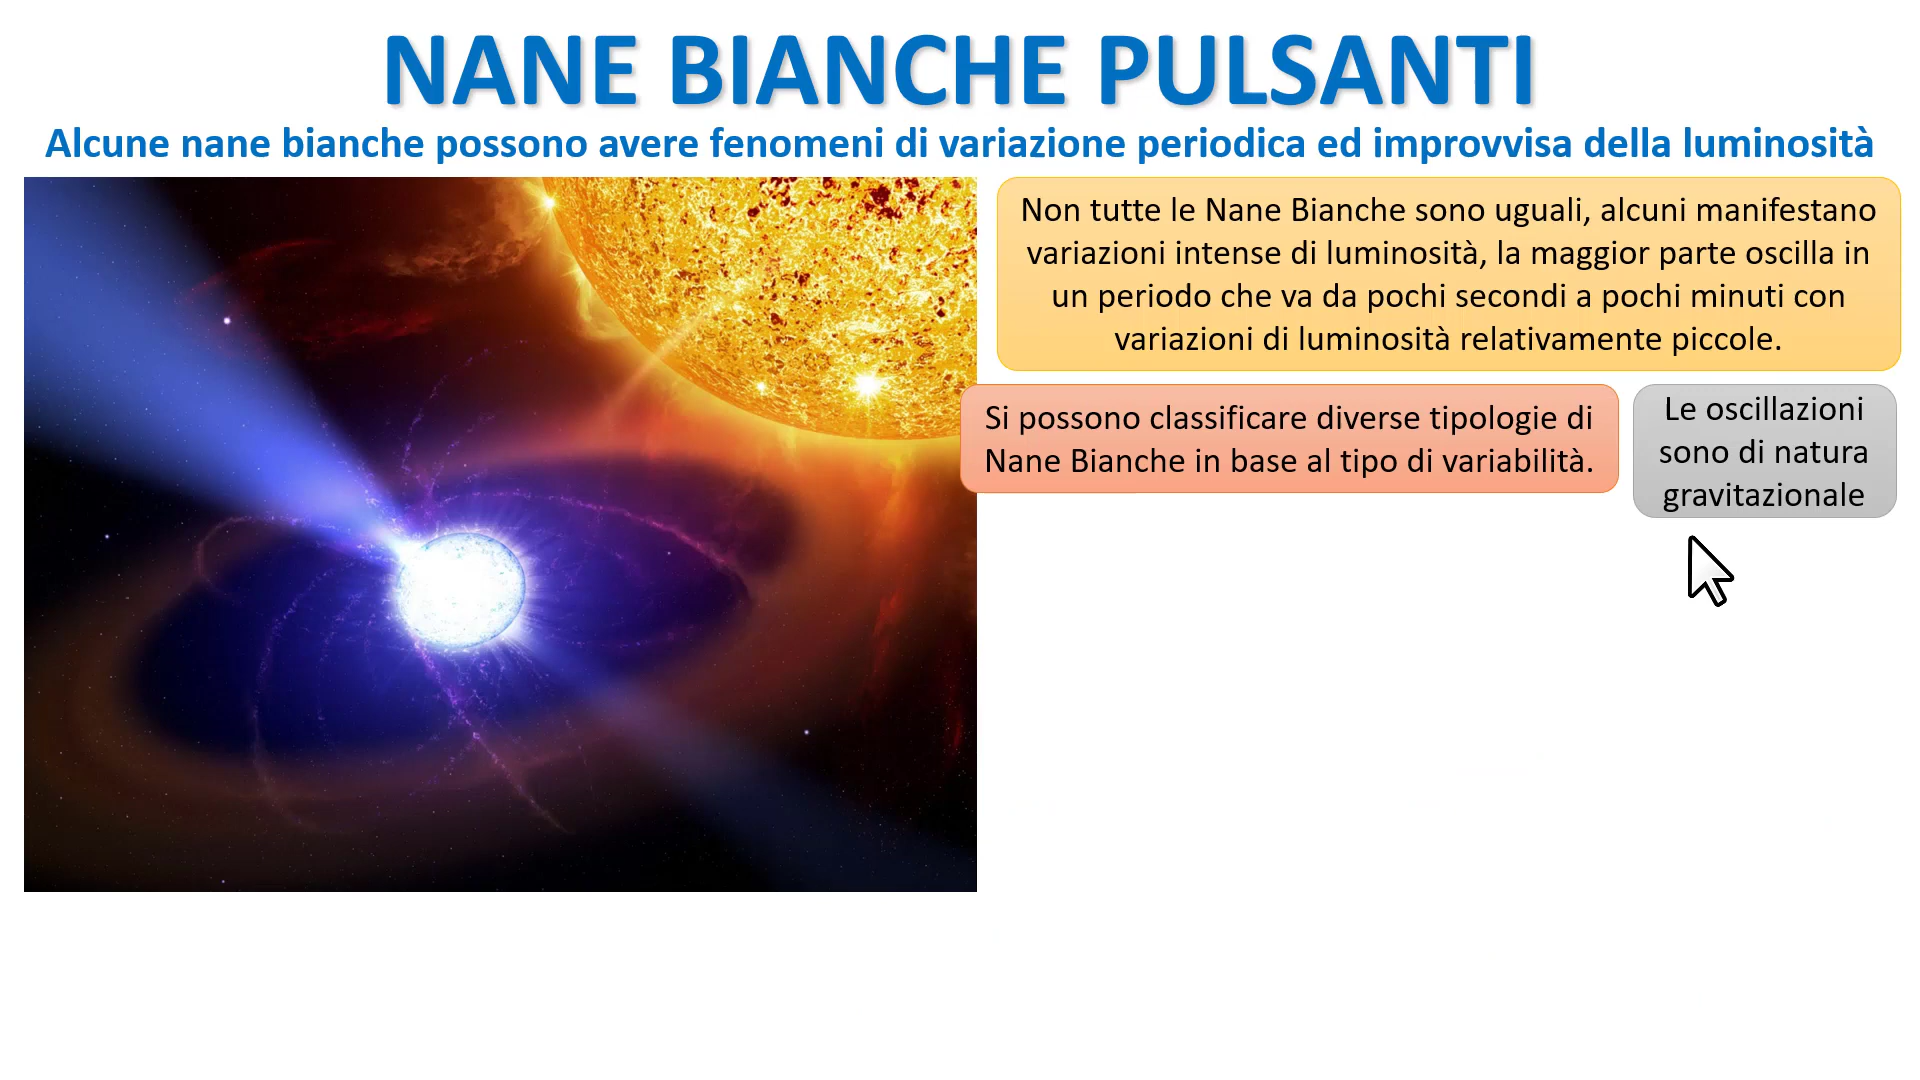 NANE BIANCHE PULSANTI
Alcune nane bianche possono avere fenomeni di variazione periodica ed improvvisa della luminosità
Non tutte le Nane Bianche sono uguali, alcuni manifestano
variazioni intense di luminosità, la maggior parte oscilla in
un periodo che va da pochi secondi a pochi minuti con
variazioni di luminosità relativamente piccole.
Si possono classificare diverse tipologie di
Nane Bianche in base al tipo di variabilità.
Le oscillazioni
sono di natura
gravitazionale